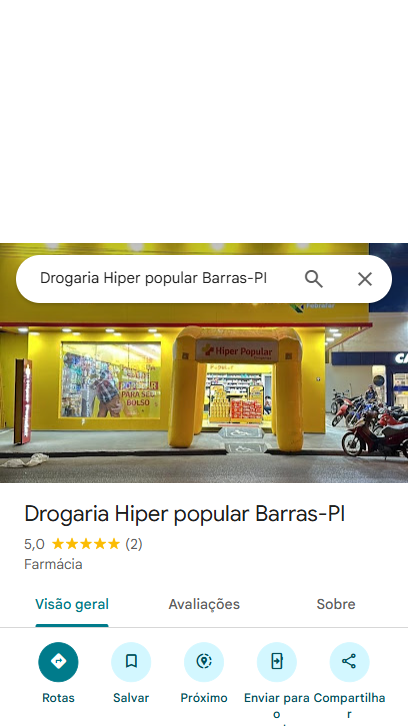 Drogaria Hiper popular Barras-PI
Hiper Popular
PARA SEU
BOLSO
Drogaria Hiper popular Barras-PI
5,0 (2)
Farmácia
Visão geral Avaliações Sobre
Rotas Salvar Próximo Enviar para o Compartilhar